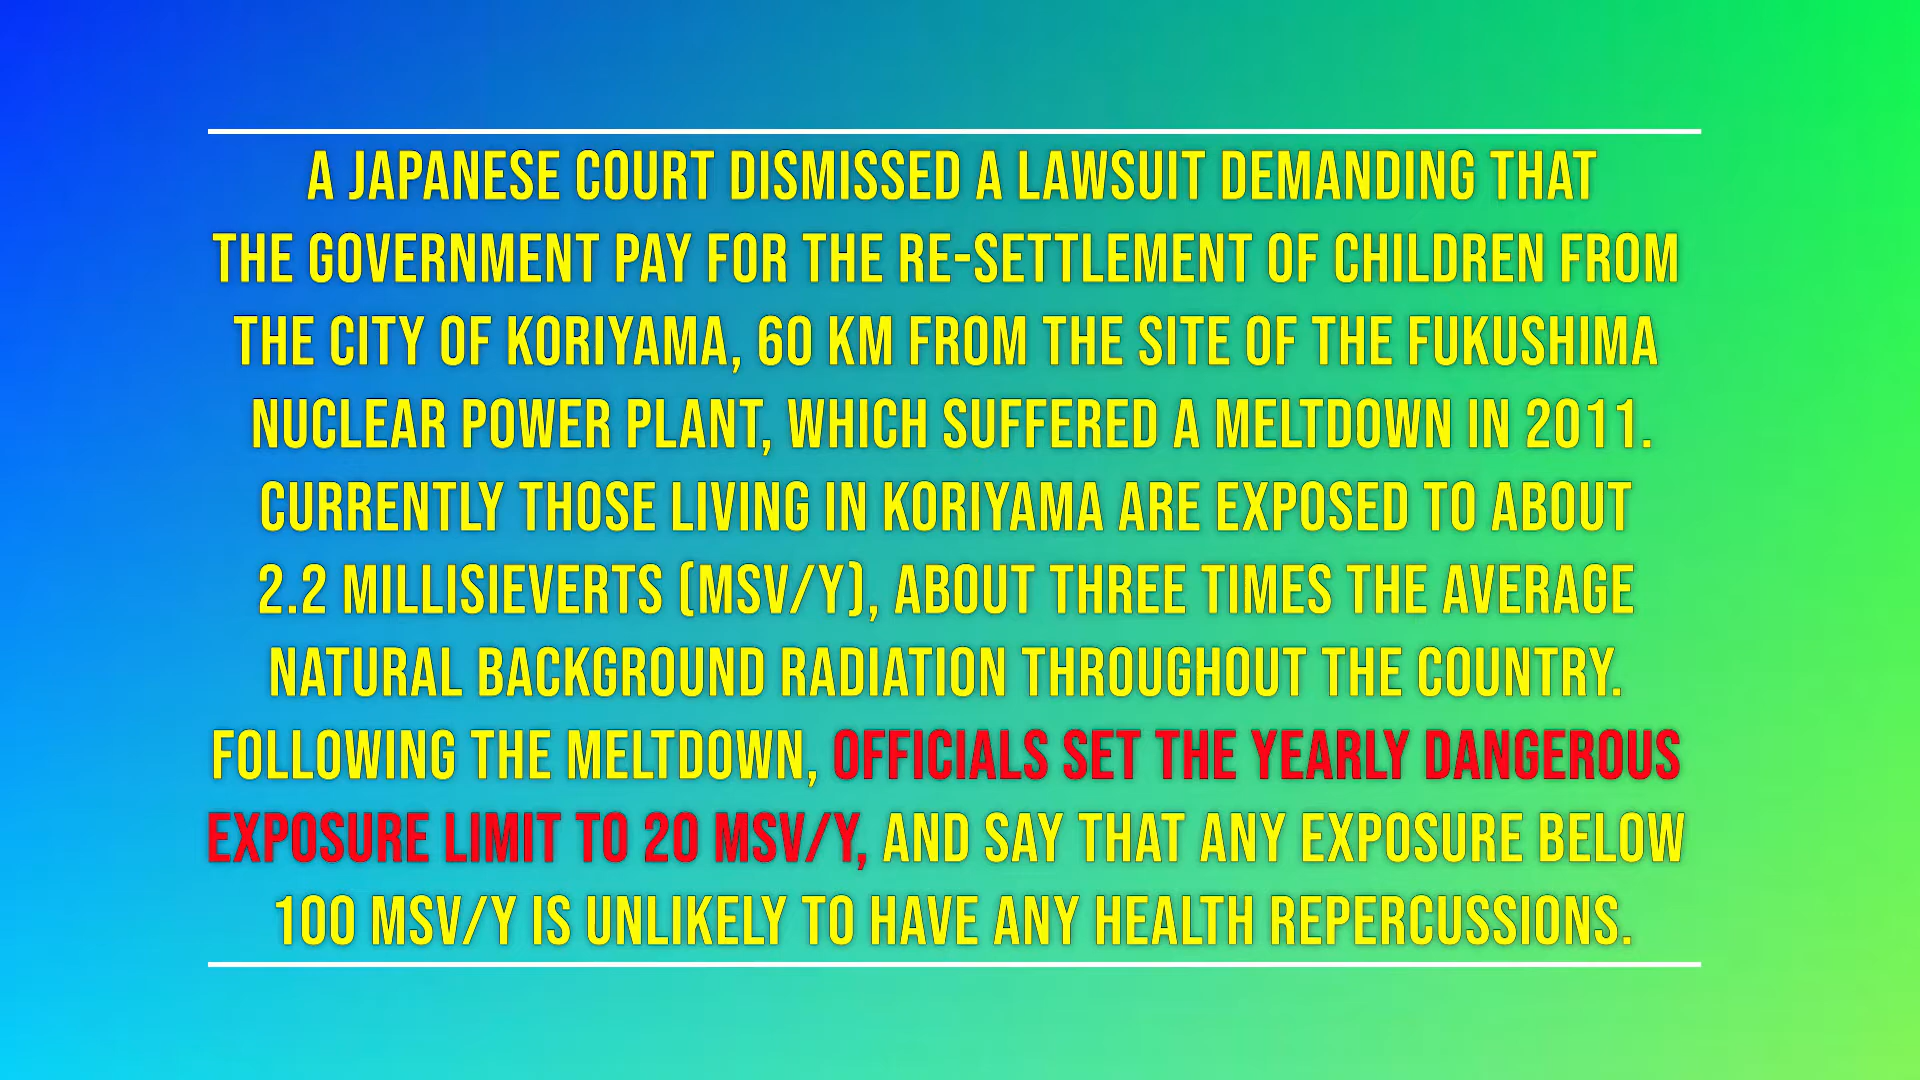 A JAPANESE COURT DISMISSED A LAWSUIT DEMANDING THAT
THE GOVERNMENT PAY FOR THE RE-SETTLEMENT OF CHILDREN FROM
THE CITY OF KORIYAMA, 60 KM FROM THE SITE OF THE FUKUSHIMA
NUCLEAR POWER PLANT, WHICH SUFFERED A MELTDOWN IN 2011.
CURRENTLY THOSE LIVING IN KORIYAMA ARE EXPOSED TO ABOUT
2.2 MILLISIEVERTS (MSV/Y), ABOUT THREE TIMES THE AVERAGE
NATURAL BACKGROUND RADIATION THROUGHOUT THE COUNTRY.
FOLLOWING THE MELTDOWN, OFFICIALS SET THE YEARLY DANGEROUS
EXPOSURE LIMIT TO 20 MSV/Y, AND SAY THAT ANY EXPOSURE BELOW
100 MSV/Y IS UNLIKELY TO HAVE ANY HEALTH REPERCUSSIONS.